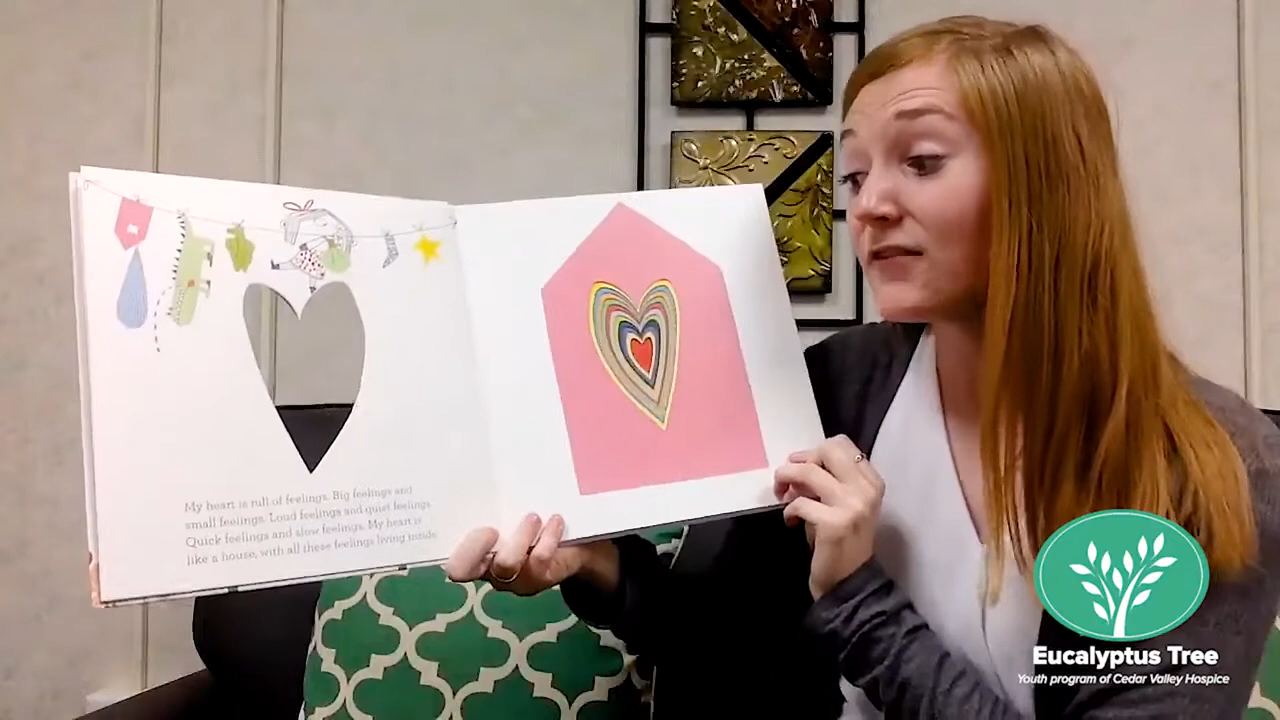 My heart is full of feelings. Big feelings and
small feelings. Loud feelings and quiet feelings.
Quick feelings and slow feelings. My heart is
like a house, with all these feelings living inside.
Eucalyptus Tree
Youth program of Cedar Valley Hospice